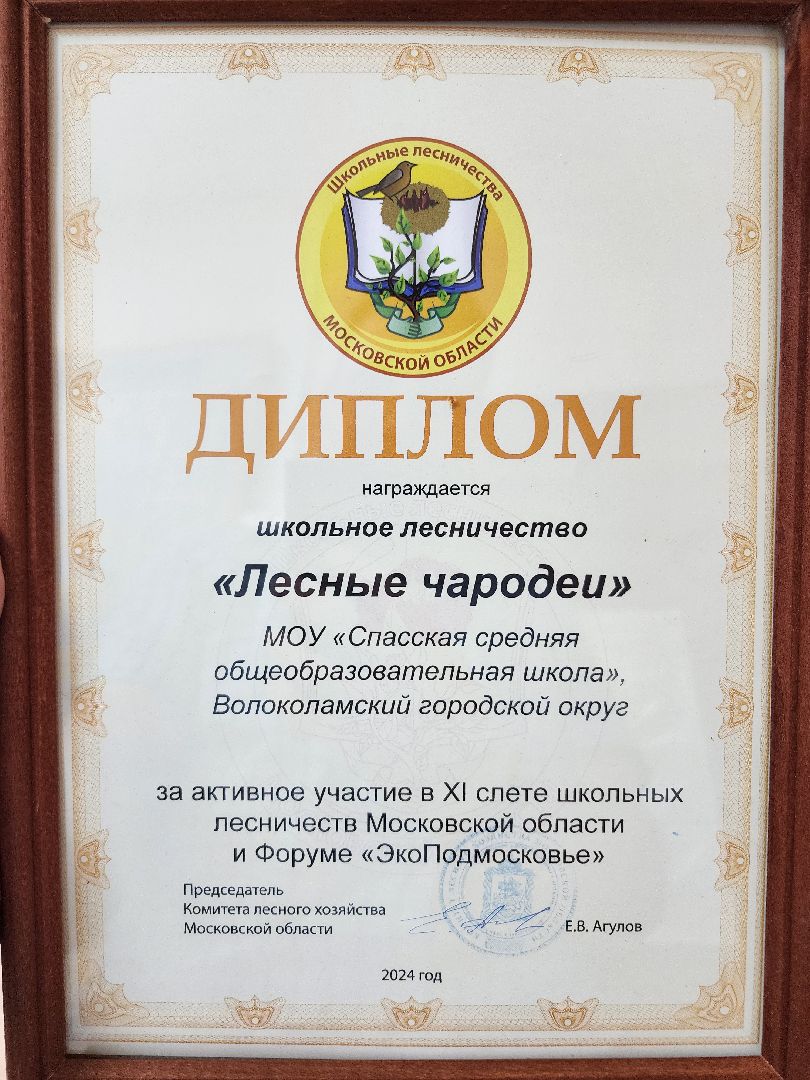 Школьные лесничества
МОСКОВСКОЙ ОБЛАСТИ
ДИПЛОМ
награждается
школьное лесничество
«Лесные чародеи»
МОУ «Спасская средняя
общеобразовательная школа»,
Волоколамский городской округ
за активное участие в XI слете школьных
лесничеств Московской области
и Форуме «ЭкоПодмосковье»
Председатель
Комитета лесного хозяйства
Московской области
Е.В. Агулов
2024 год